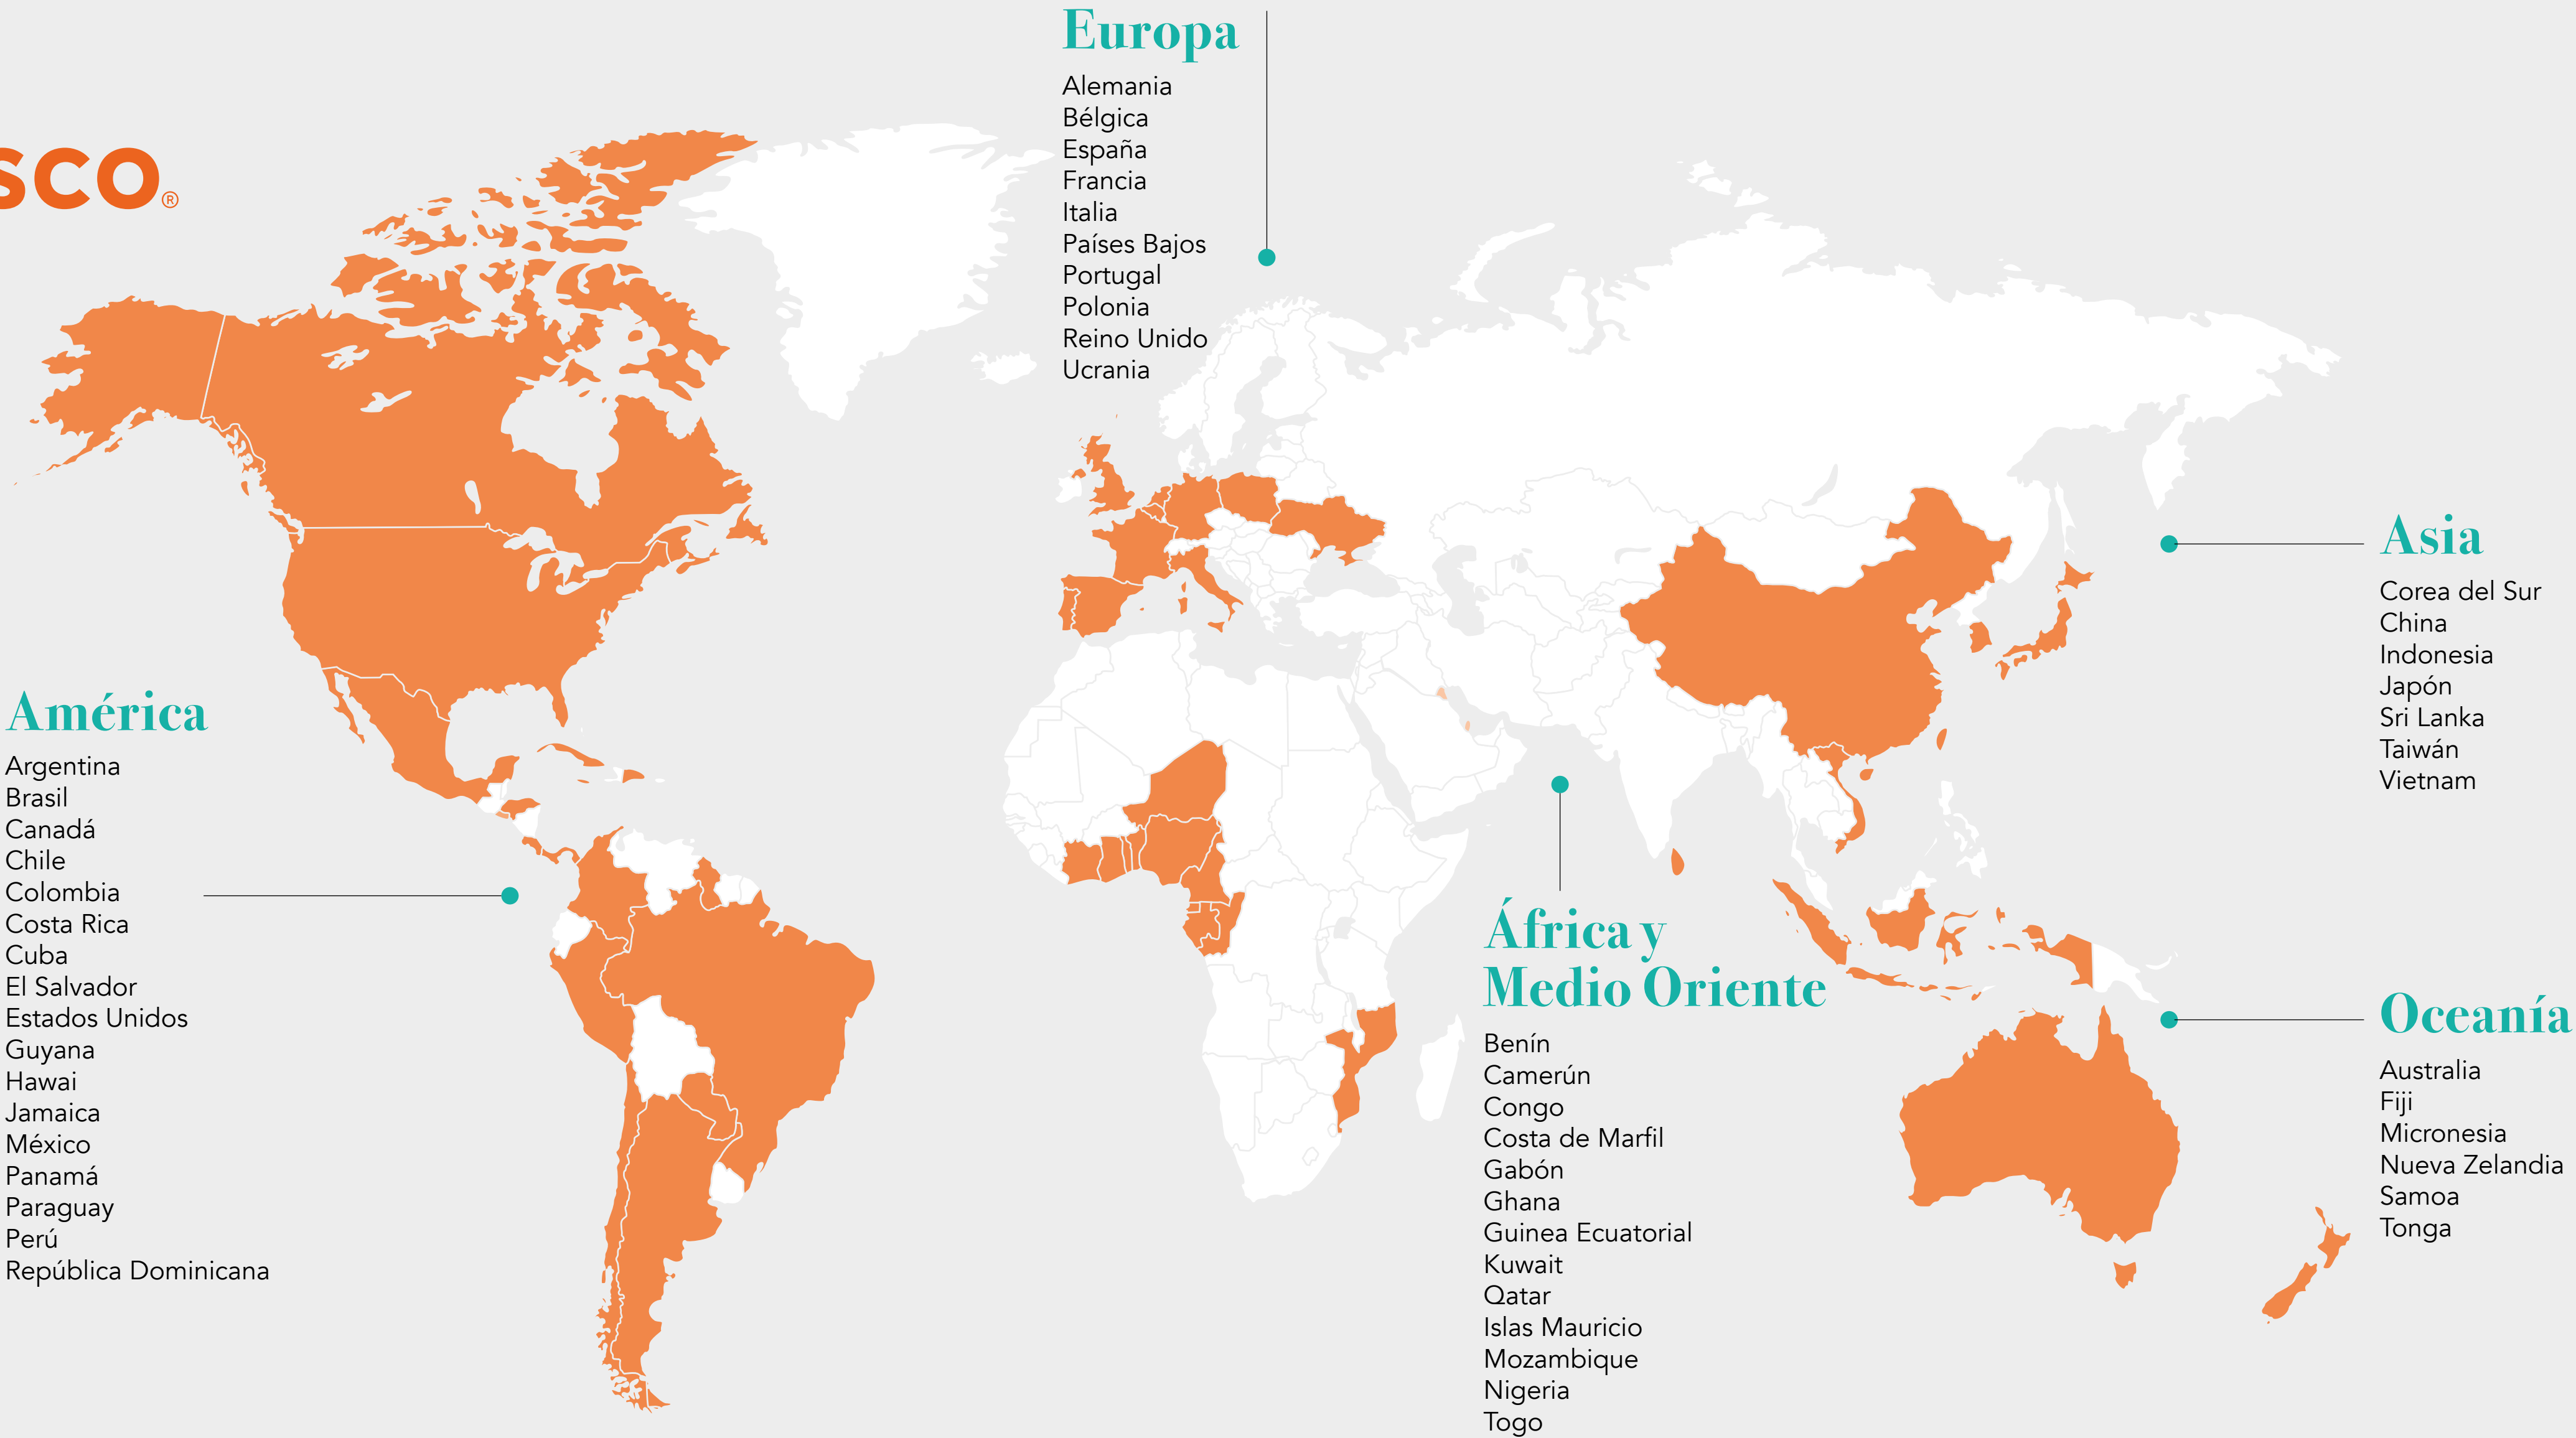 SCO®
Europa
Alemania
Bélgica
España
Francia
Italia
Países Bajos
Portugal
Polonia
Reino Unido
Ucrania
América
Argentina
Brasil
Canadá
Chile
Colombia
Costa Rica
Cuba
El Salvador
Estados Unidos
Guyana
Hawai
Jamaica
México
Panamá
Paraguay
Perú
República Dominicana
África y
Medio Oriente
Benín
Camerún
Congo
Costa de Marfil
Gabón
Ghana
Guinea Ecuatorial
Kuwait
Qatar
Islas Mauricio
Mozambique
Nigeria
Togo
Asia
Corea del Sur
China
Indonesia
Japón
Sri Lanka
Taiwán
Vietnam
Oceanía
Australia
Fiji
Micronesia
Nueva Zelandia
Samoa
Tonga